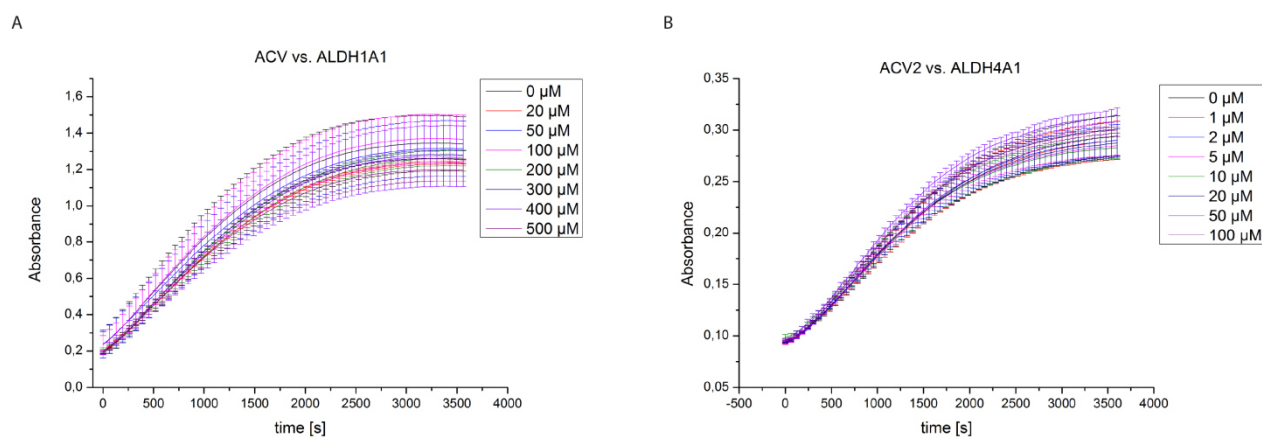 A
ACV vs. ALDH1A1
1,6
1,4
1,2
1,0
0,8
0,6
0,4
0,2
0,0
Absorbance
0
500
1000
1500
2000
2500
3000
3500
4000
time [s]
0 µM
20 µM
50 µM
100 µM
200 µM
300 µM
400 µM
500 µM
B
ACV2 vs. ALDH4A1
0,35
0,30
0,25
0,20
0,15
0,10
0,05
Absorbance
-500
0
500
1000
1500
2000
2500
3000
3500
4000
time [s]
0 µM
1 µM
2 µM
5 µM
10 µM
20 µM
50 µM
100 µM